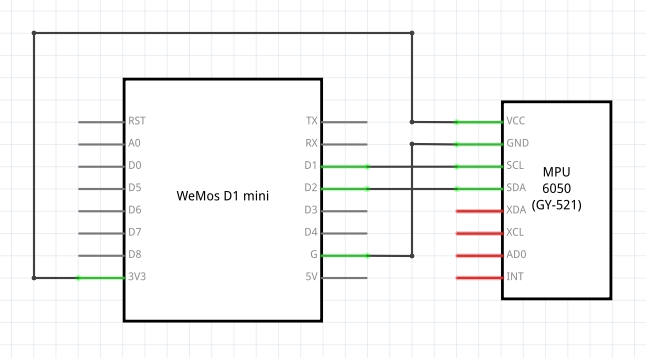 RST
A0
D0
D5
D6
D7
D8
3V3
WeMos D1 mini
TX
RX
D1
D2
D3
D4
G
5V
VCC
GND
SCL
SDA
XDA
XCL
AD0
INT
MPU
6050
(GY-521)